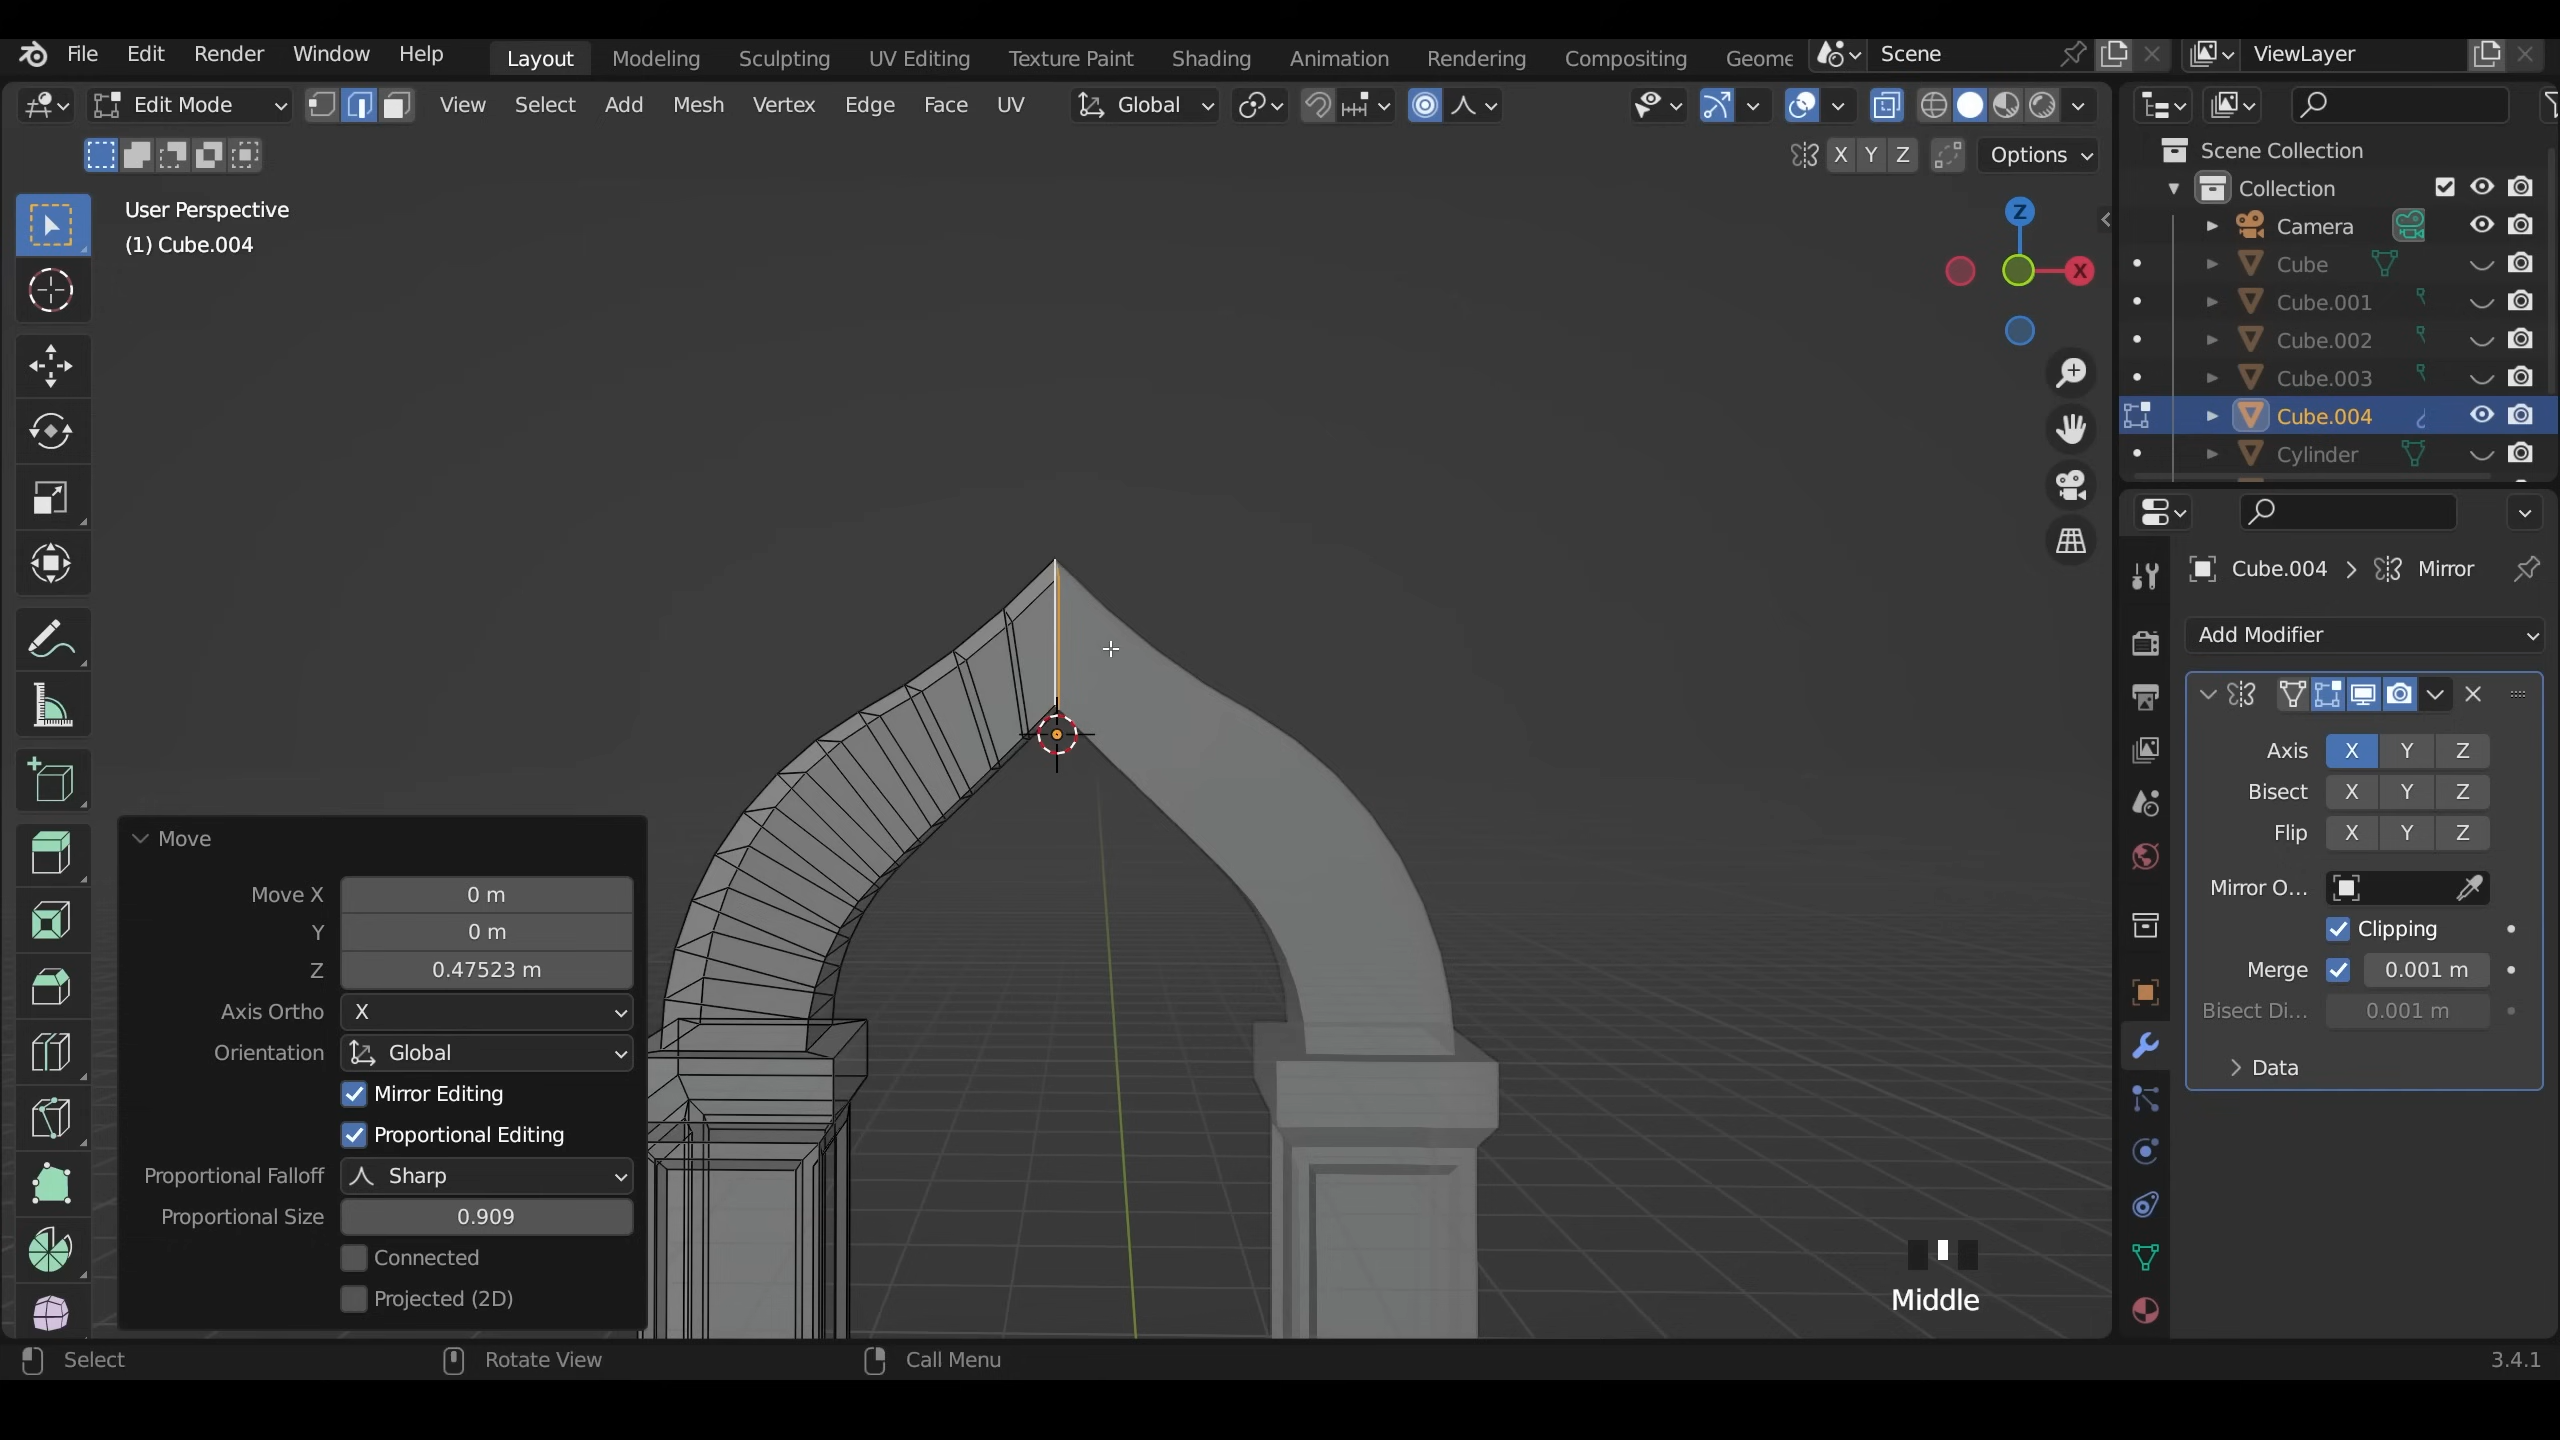 File Edit Render Window Help Layout Modeling Sculpting UV Editing Texture Paint Shading Animation Rendering Compositing Geome Scene ViewLayer
Edit Mode View Select Add Mesh Vertex Edge Face UV Global
X Y Z Options
User Perspective
(1) Cube.004
Z
X
Scene Collection
Collection
Camera
Cube
Cube.001
Cube.002
Cube.003
Cube.004
Cylinder
Cube.004 > Mirror
Add Modifier
Axis X Y Z
Bisect X Y Z
Flip X Y Z
Mirror O...
Clipping
Merge 0.001 m
Bisect Di... 0.001 m
Data
Move
Move X 0 m
Y 0 m
Z 0.47523 m
Axis Ortho X
Orientation Global
Mirror Editing
Proportional Editing
Proportional Falloff Sharp
Proportional Size 0.909
Connected
Projected (2D)
Middle
Select Rotate View Call Menu 3.4.1